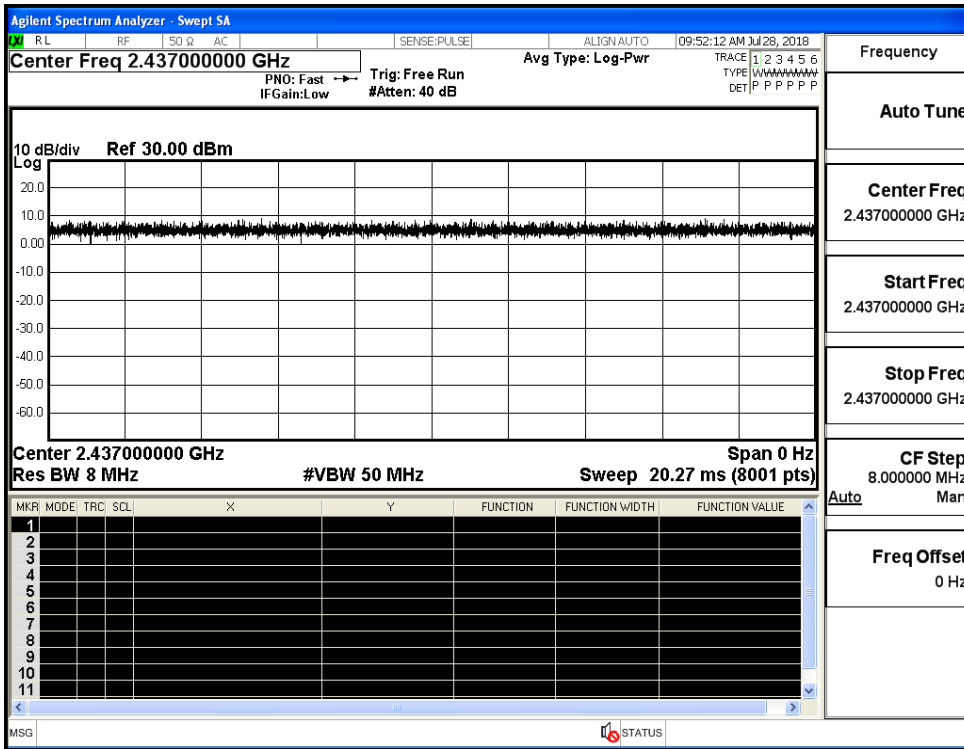 Agilent Spectrum Analyzer - Swept SA
LXI RL RF 50 Ω AC SENSE:PULSE ALIGN AUTO 09:52:12 AM Jul 28, 2018
Center Freq 2.437000000 GHz
Avg Type: Log-Pwr
TRACE 1 2 3 4 5 6
TYPE
DET P P P P P P
PNO: Fast
IFGain:Low
Trig: Free Run
#Atten: 40 dB
10 dB/div
Log
Ref 30.00 dBm
20.0
10.0
0.00
-10.0
-20.0
-30.0
-40.0
-50.0
-60.0
Center 2.437000000 GHz Span 0 Hz
Res BW 8 MHz #VBW 50 MHz Sweep 20.27 ms (8001 pts)
MKR MODE TRC SCL X Y FUNCTION FUNCTION WIDTH FUNCTION VALUE
1
2
3
4
5
6
7
8
9
10
11
MSG STATUS
Frequency
Auto Tune
Center Freq
2.437000000 GHz
Start Freq
2.437000000 GHz
Stop Freq
2.437000000 GHz
CF Step
8.000000 MHz
Auto Man
Freq Offset
0 Hz